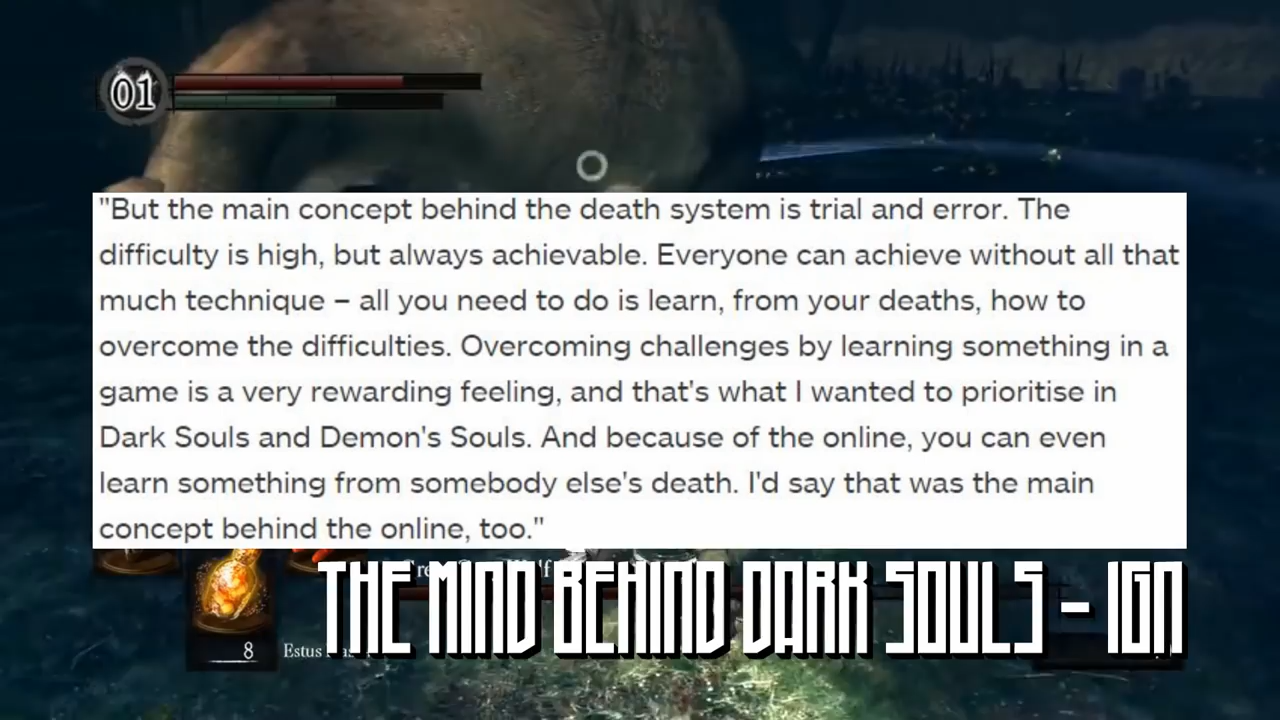 01
"But the main concept behind the death system is trial and error. The
difficulty is high, but always achievable. Everyone can achieve without all that
much technique – all you need to do is learn, from your deaths, how to
overcome the difficulties. Overcoming challenges by learning something in a
game is a very rewarding feeling, and that's what I wanted to prioritise in
Dark Souls and Demon's Souls. And because of the online, you can even
learn something from somebody else's death. I'd say that was the main
concept behind the online, too."
THE MIND BEHIND DARK SOULS - IGN
8
Estus